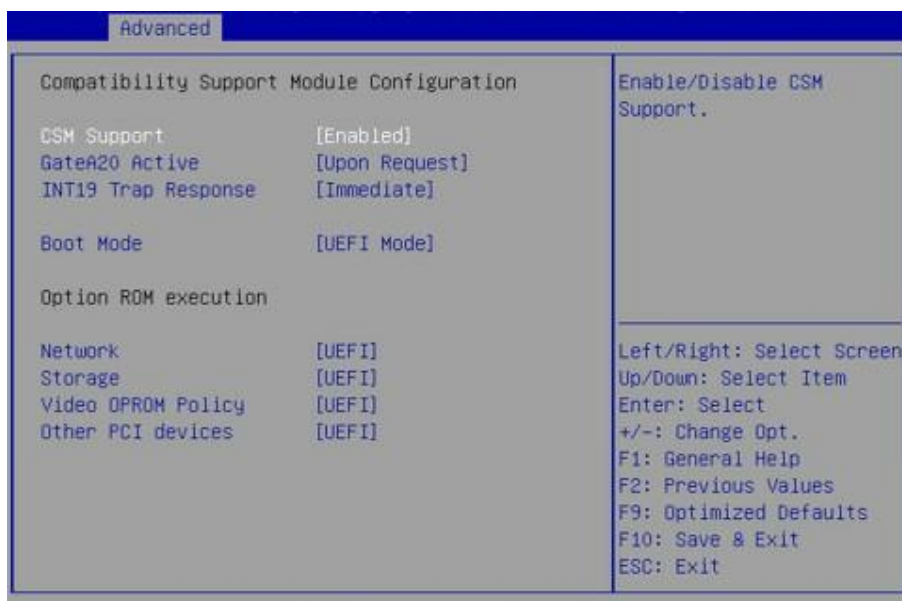 Advanced
Compatibility Support Module Configuration
CSM Support [Enabled]
GateA20 Active [Upon Request]
INT19 Trap Response [Immediate]
Boot Mode [UEFI Mode]
Option ROM execution
Network [UEFI]
Storage [UEFI]
Video OPROM Policy [UEFI]
Other PCI devices [UEFI]
Enable/Disable CSM
Support.
Left/Right: Select Screen
Up/Down: Select Item
Enter: Select
+/-: Change Opt.
F1: General Help
F2: Previous Values
F9: Optimized Defaults
F10: Save & Exit
ESC: Exit